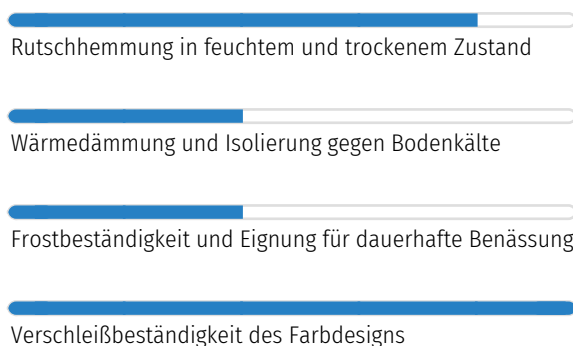 Rutschhemmung in feuchtem und trockenem Zustand
Wärmedämmung und Isolierung gegen Bodenkälte
Frostbeständigkeit und Eignung für dauerhafte Benässung
Verschleißbeständigkeit des Farbdesigns